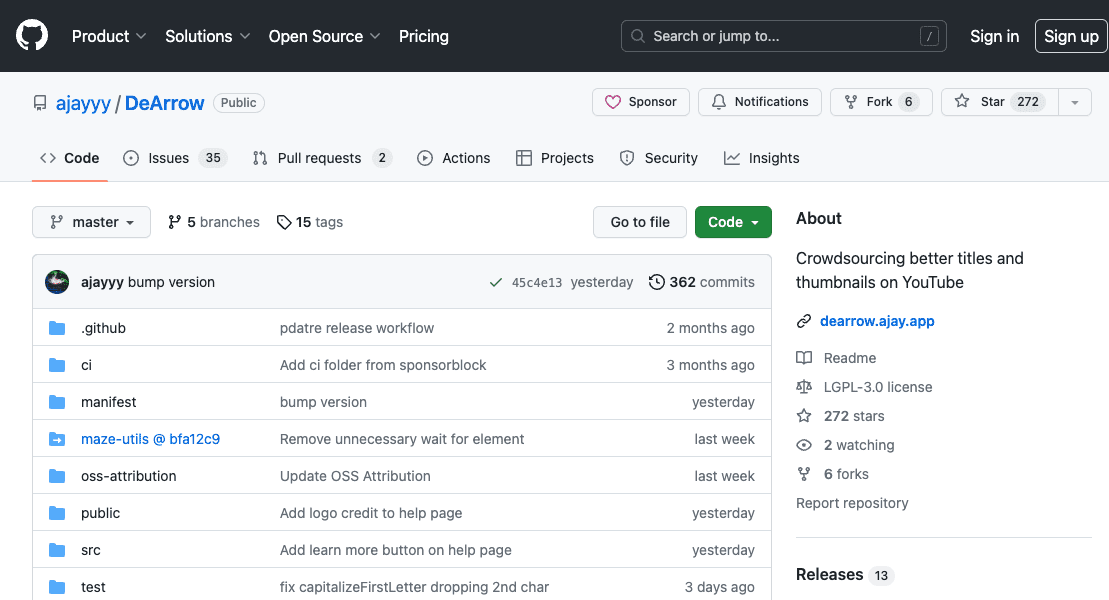 Product Solutions Open Source Pricing Search or jump to... / Sign in Sign up
ajayyy / DeArrow Public Sponsor Notifications Fork 6 Star 272
Code Issues 35 Pull requests 2 Actions Projects Security Insights
master 5 branches 15 tags Go to file Code
ajayyy bump version 45c4e13 yesterday 362 commits
.github pdatre release workflow 2 months ago
ci Add ci folder from sponsorblock 3 months ago
manifest bump version yesterday
maze-utils @ bfa12c9 Remove unnecessary wait for element last week
oss-attribution Update OSS Attribution last week
public Add logo credit to help page yesterday
src Add learn more button on help page yesterday
test fix capitalizeFirstLetter dropping 2nd char 3 days ago
About
Crowdsourcing better titles and
thumbnails on YouTube
dearrow.ajay.app
Readme
LGPL-3.0 license
272 stars
2 watching
6 forks
Report repository
Releases 13